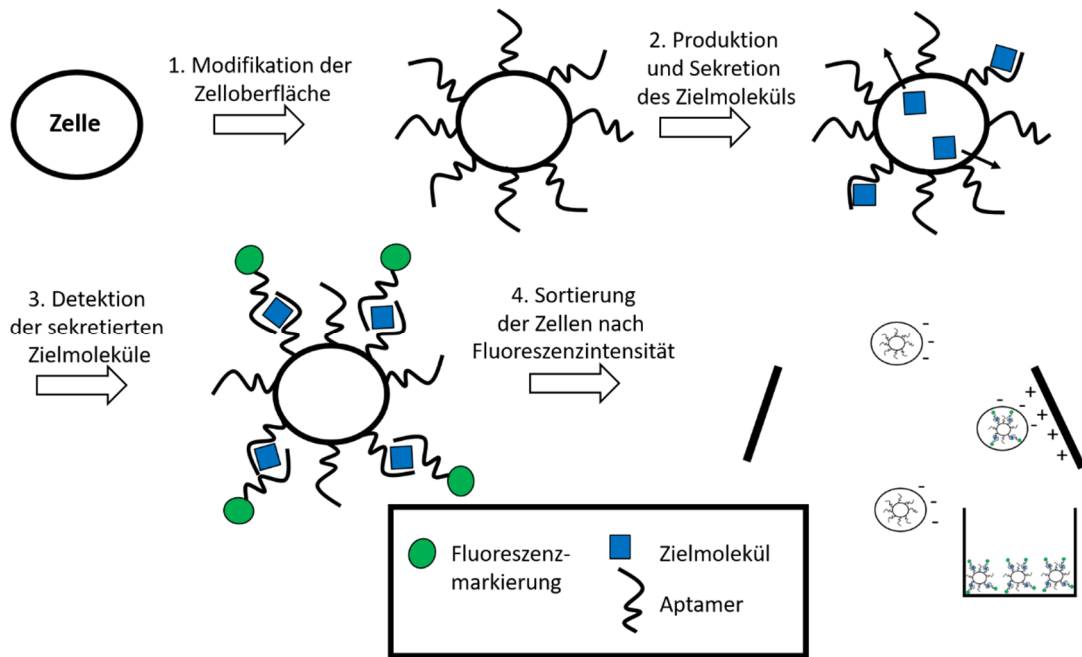 Zelle
1. Modifikation der
Zelloberfläche
2. Produktion
und Sekretion
des Zielmoleküls
3. Detektion
der sekretierten
Zielmoleküle
4. Sortierung
der Zellen nach
Fluoreszenzintensität
-
-
-
-
-
-
-
+
+
+
+
-
-
-
Fluoreszenz-
markierung
Zielmolekül
Aptamer